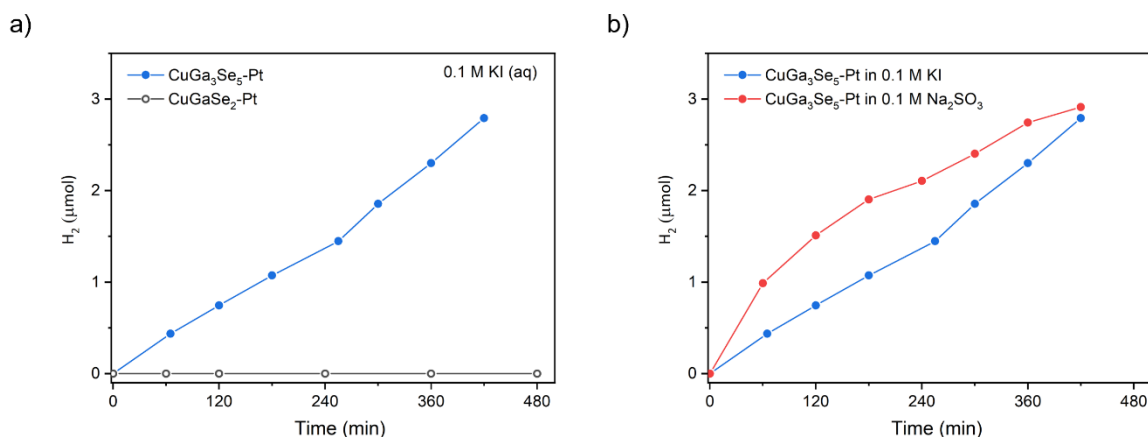 a)
CuGa₃Se₅-Pt
CuGaSe₂-Pt
0.1 M KI (aq)
3
2
1
0
H₂ (μmol)
0
120
240
360
480
Time (min)
b)
CuGa₃Se₅-Pt in 0.1 M KI
CuGa₃Se₅-Pt in 0.1 M Na₂SO₃
3
2
1
0
H₂ (μmol)
0
120
240
360
480
Time (min)